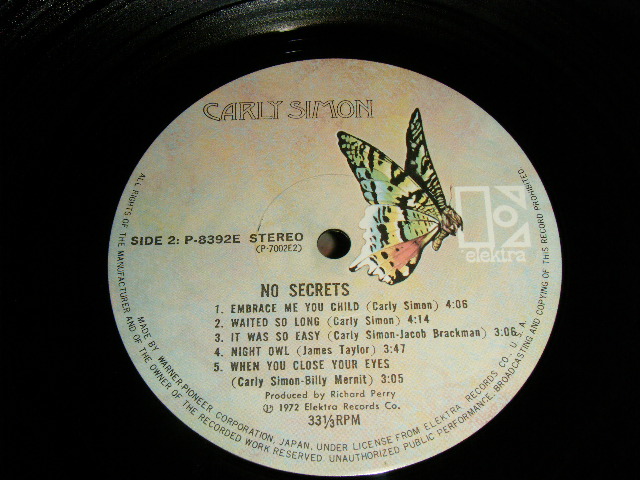 CARLY SIMON
elektra
SIDE 2: P-8392E STEREO
(P-7002E2)
NO SECRETS
1. EMBRACE ME YOU CHILD (Carly Simon) 4:06
2. WAITED SO LONG (Carly Simon) 4:14
3. IT WAS SO EASY (Carly Simon-Jacob Brackman) 3:06
4. NIGHT OWL (James Taylor) 3:47
5. WHEN YOU CLOSE YOUR EYES
(Carly Simon-Billy Mernit) 3:05
Produced by Richard Perry
℗ 1972 Elektra Records Co.
33⅓RPM
ALL RIGHTS OF THE MANUFACTURER AND OF THE OWNER OF THE RECORDED WORK RESERVED. UNAUTHORIZED PUBLIC PERFORMANCE, BROADCASTING AND COPYING OF THIS RECORD PROHIBITED.
MADE BY WARNER-PIONEER CORPORATION, JAPAN, UNDER LICENSE FROM ELEKTRA RECORDS CO., U.S.A.